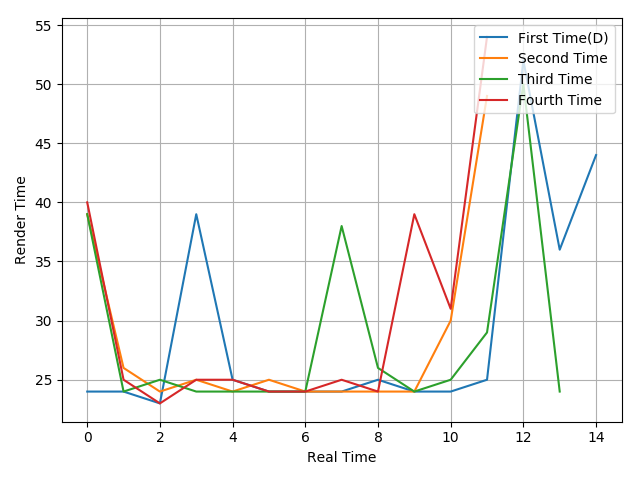 First Time(D)
Second Time
Third Time
Fourth Time
55
50
45
40
35
30
25
Render Time
0 2 4 6 8 10 12 14
Real Time